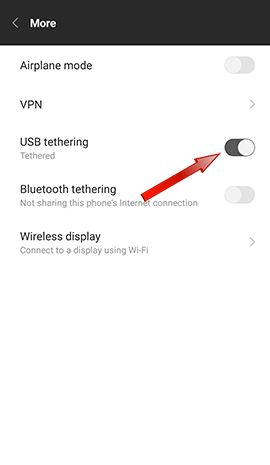 More
Airplane mode
VPN
USB tethering
Tethered
Bluetooth tethering
Not sharing this phone's Internet connection
Wireless display
Connect to a display using Wi-Fi